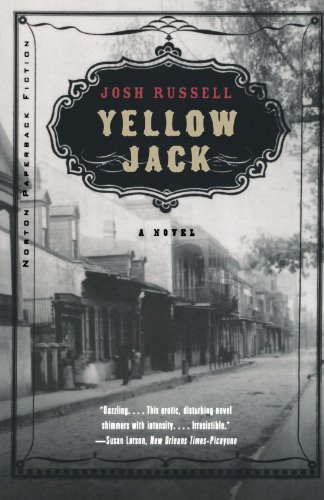 JOSH RUSSELL
YELLOW
JACK
A NOVEL
NORTON PAPERBACK FICTION
"Dazzling. . . . This erotic, disturbing novel
shimmers with intensity. . . . Irresistible."
—Susan Larson, New Orleans Times-Picayune